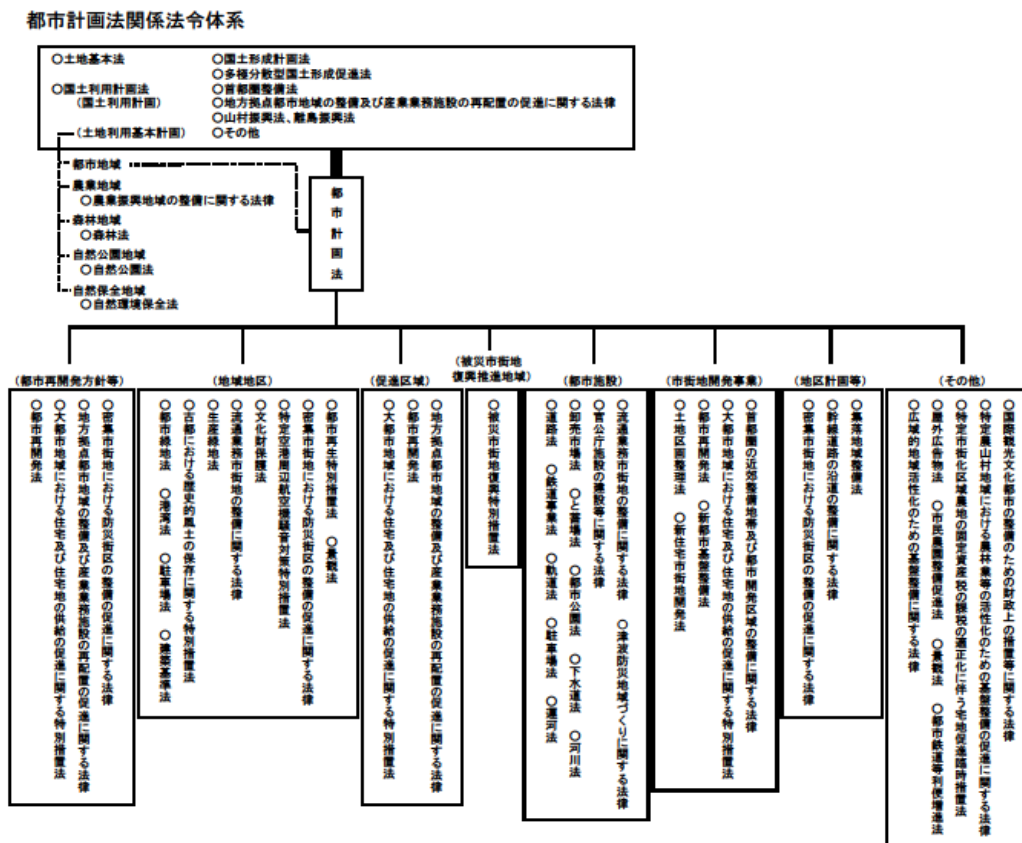 都市計画法関係法令体系
○土地基本法
○国土利用計画法
(国土利用計画)
(土地利用基本計画)
○国土形成計画法
○多極分散型国土形成促進法
○首都圏整備法
○地方拠点都市地域の整備及び産業業務施設の再配置の促進に関する法律
○山村振興法、離島振興法
○その他
都市地域
農業地域
○農業振興地域の整備に関する法律
森林地域
○森林法
自然公園地域
○自然公園法
自然保全地域
○自然環境保全法
都市計画法
(都市再開発方針等)
○密集市街地における防災街区の整備の促進に関する法律
○地方拠点都市地域の整備及び産業業務施設の再配置の促進に関する法律
○大都市地域における住宅及び住宅地の供給の促進に関する特別措置法
○都市再開発法
(地域地区)
○都市再生特別措置法 ○景観法
○密集市街地における防災街区の整備の促進に関する法律
○特定空港周辺航空機騒音対策特別措置法
○文化財保護法
○流通業務市街地の整備に関する法律
○生産緑地法
○古都における歴史的風土の保存に関する特別措置法
○都市緑地法 ○港湾法 ○駐車場法 ○建築基準法
(促進区域)
○地方拠点都市地域の整備及び産業業務施設の再配置の促進に関する法律
○都市再開発法
○大都市地域における住宅及び住宅地の供給の促進に関する特別措置法
(被災市街地
復興推進地域)
○被災市街地復興特別措置法
(都市施設)
○流通業務市街地の整備に関する法律 ○津波防災地域づくりに関する法律
○官公庁施設の建設等に関する法律
○卸売市場法 ○と畜場法 ○都市公園法 ○下水道法 ○河川法
○道路法 ○鉄道事業法 ○軌道法 ○駐車場法 ○運河法
(市街地開発事業)
○首都圏の近郊整備地帯及び都市開発区域の整備に関する法律
○大都市地域における住宅及び住宅地の供給の促進に関する特別措置法
○都市再開発法 ○新都市基盤整備法
○土地区画整理法 ○新住宅市街地開発法
(地区計画等)
○集落地域整備法
○幹線道路の沿道の整備に関する法律
○密集市街地における防災街区の整備の促進に関する法律
(その他)
○国際観光文化都市の整備のための財政上の措置等に関する法律
○特定農山村地域における農林業等の活性化のための基盤整備の促進に関する法律
○特定市街化区域農地の固定資産税の課税の適正化に伴う宅地促進臨時措置法
○屋外広告物法 ○市民農園整備促進法 ○景観法 ○都市鉄道等利便増進法
○広域的地域活性化のための基盤整備に関する法律